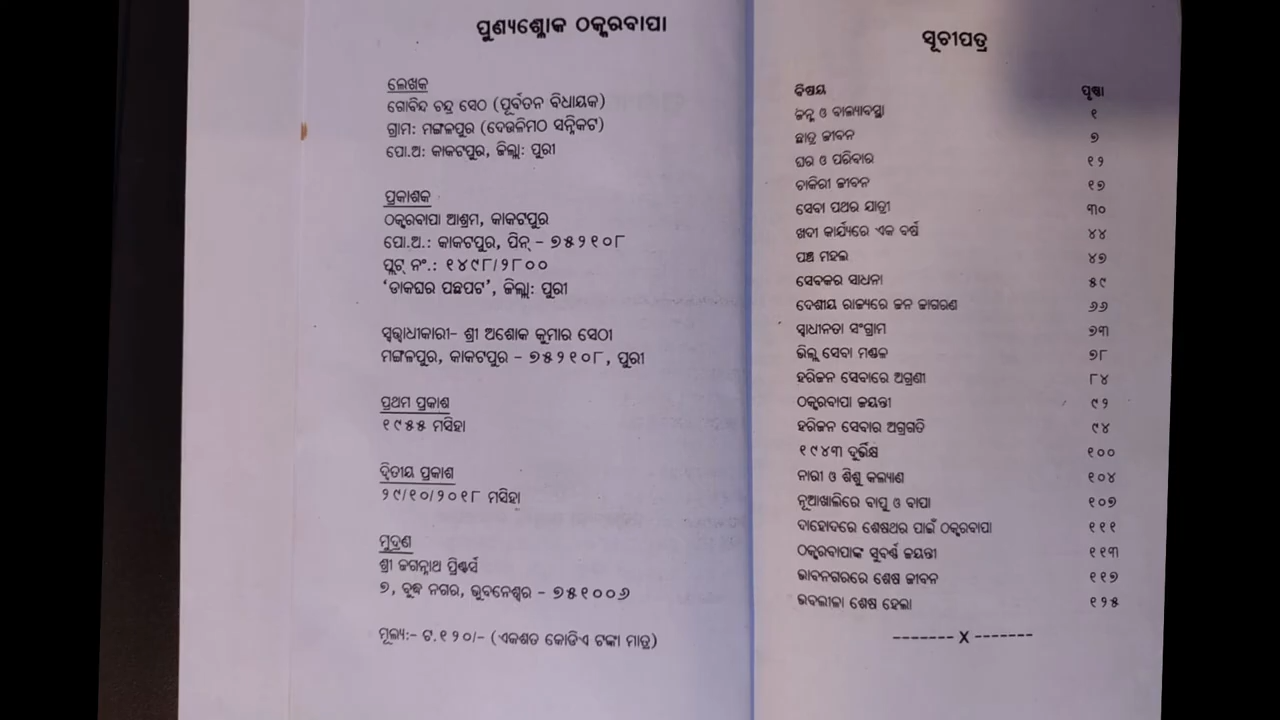 ପୁଣ୍ୟଶ୍ଳୋକ ଠକ୍କରବାପା
ଲେଖକ
ଗୋବିନ୍ଦ ଚନ୍ଦ୍ର ସେଠ (ପୂର୍ବତନ ବିଧାୟକ)
ଗ୍ରାମ: ମଙ୍ଗଳପୁର (ଦେଉଳିମଠ ସନ୍ନିକଟ)
ପୋ.ଅ: କାକଟପୁର, ଜିଲ୍ଲା: ପୁରୀ
ପ୍ରକାଶକ
ଠକ୍କରବାପା ଆଶ୍ରମ, କାକଟପୁର
ପୋ.ଅ.: କାକଟପୁର, ପିନ୍ – ୭୫୨୧୦୮
ପ୍ଲଟ୍ ନଂ.: ୧୪୯୮/୨୮୦୦
‘ଡାକଘର ପଛପଟ’, ଜିଲ୍ଲା: ପୁରୀ
ସ୍ୱତ୍ତ୍ୱାଧୀକାରୀ– ଶ୍ରୀ ଅଶୋକ କୁମାର ସେଠୀ
ମଙ୍ଗଳପୁର, କାକଟପୁର – ୭୫୨୧୦୮, ପୁରୀ
ପ୍ରଥମ ପ୍ରକାଶ
୧୯୫୫ ମସିହା
ଦ୍ୱିତୀୟ ପ୍ରକାଶ
୨୯/୧୦/୨୦୧୮ ମସିହା
ମୁଦ୍ରଣ
ଶ୍ରୀ ଜଗନ୍ନାଥ ପ୍ରିଣ୍ଟର୍ସ
୭, ବୁଦ୍ଧ ନଗର, ଭୁବନେଶ୍ୱର – ୭୫୧୦୦୬
ମୂଲ୍ୟ:– ଟ.୧୨୦/– (ଏକଶତ କୋଡିଏ ଟଙ୍କା ମାତ୍ର)
ସୂଚୀପତ୍ର
ବିଷୟ ପୃଷ୍ଠା
ଜନ୍ମ ଓ ବାଲ୍ୟାବସ୍ଥା ୧
ଛାତ୍ର ଜୀବନ ୭
ଘର ଓ ପରିବାର ୧୨
ଚାକିରୀ ଜୀବନ ୧୭
ସେବା ପଥର ଯାତ୍ରୀ ୩୦
ଖଦୀ କାର୍ଯ୍ୟରେ ଏକ ବର୍ଷ ୪୪
ପଞ୍ଚ ମହଲ ୪୭
ସେବକର ସାଧନା ୫୯
ଦେଶୀୟ ରାଜ୍ୟରେ ଜନ ଜାଗରଣ ୬୬
ସ୍ୱାଧୀନତା ସଂଗ୍ରାମ ୭୩
ଭିଲ୍ଲ ସେବା ମଣ୍ଡଳ ୭୮
ହରିଜନ ସେବାରେ ଅଗ୍ରଣୀ ୮୪
ଠକ୍କରବାପା ଜୟନ୍ତୀ ୯୨
ହରିଜନ ସେବାର ଅଗ୍ରଗତି ୯୪
୧୯୪୩ ଦୁର୍ଭିକ୍ଷ ୧୦୦
ନାରୀ ଓ ଶିଶୁ କଲ୍ୟାଣ ୧୦୪
ନୂଆଖାଲିରେ ବାପୁ ଓ ବାପା ୧୦୭
ଦାହୋଦରେ ଶେଷଥର ପାଇଁ ଠକ୍କରବାପା ୧୧୧
ଠକ୍କରବାପାଙ୍କ ସୁବର୍ଣ୍ଣ ଜୟନ୍ତୀ ୧୧୩
ଭାବନଗରରେ ଶେଷ ଜୀବନ ୧୧୭
ଭବଲୀଳା ଶେଷ ହେଲା ୧୨୫
-------X-------